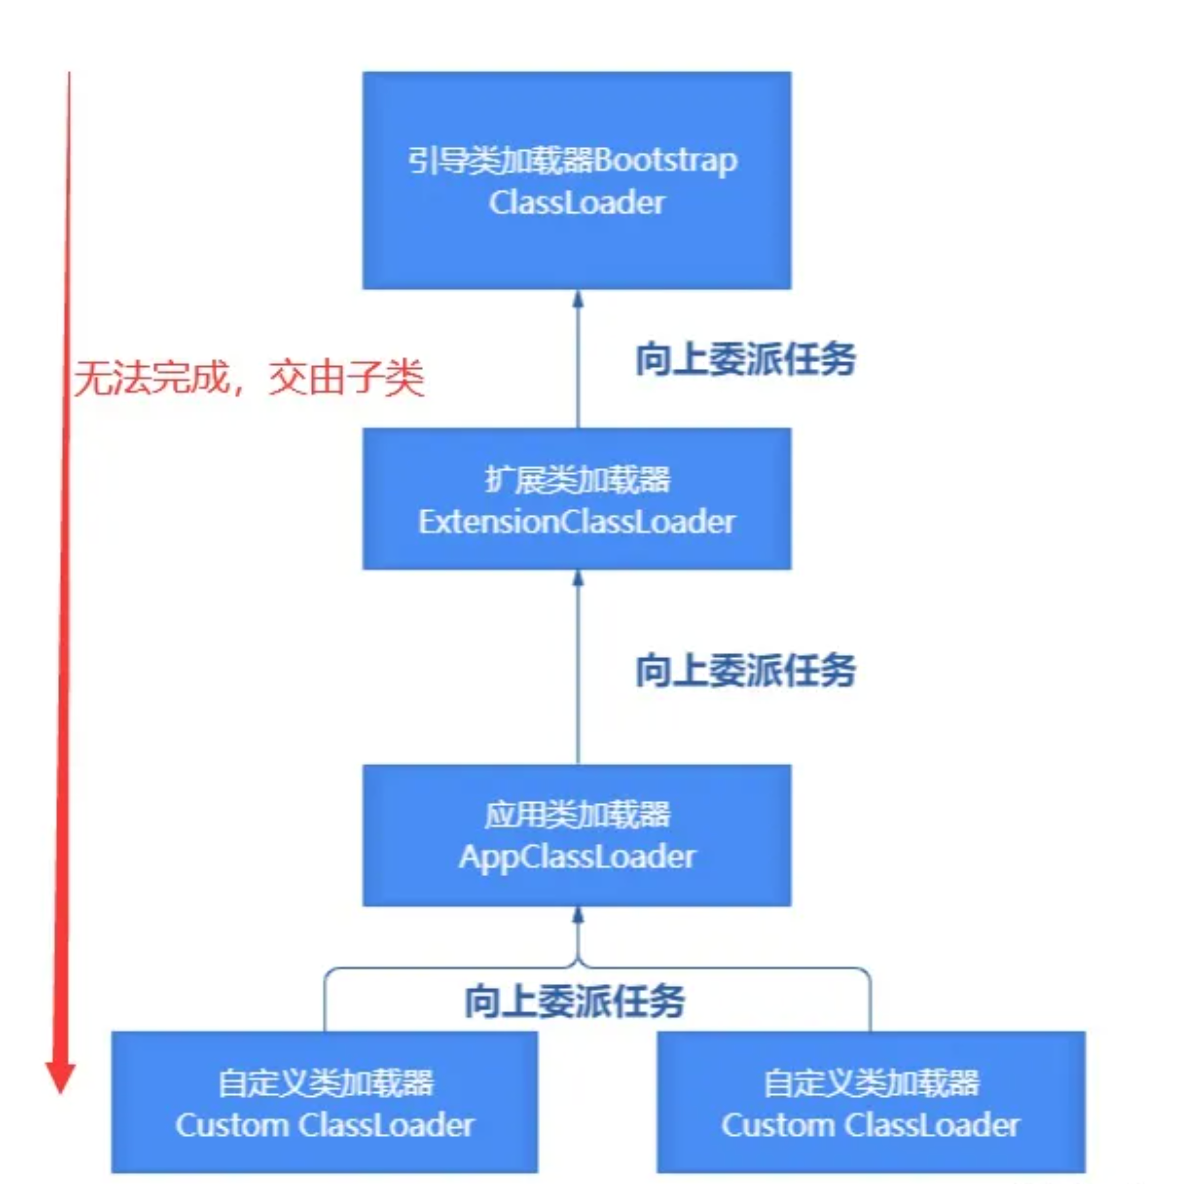 引导类加载器Bootstrap
ClassLoader
向上委派任务
无法完成，交由子类
扩展类加载器
ExtensionClassLoader
向上委派任务
应用类加载器
AppClassLoader
向上委派任务
自定义类加载器
Custom ClassLoader
自定义类加载器
Custom ClassLoader